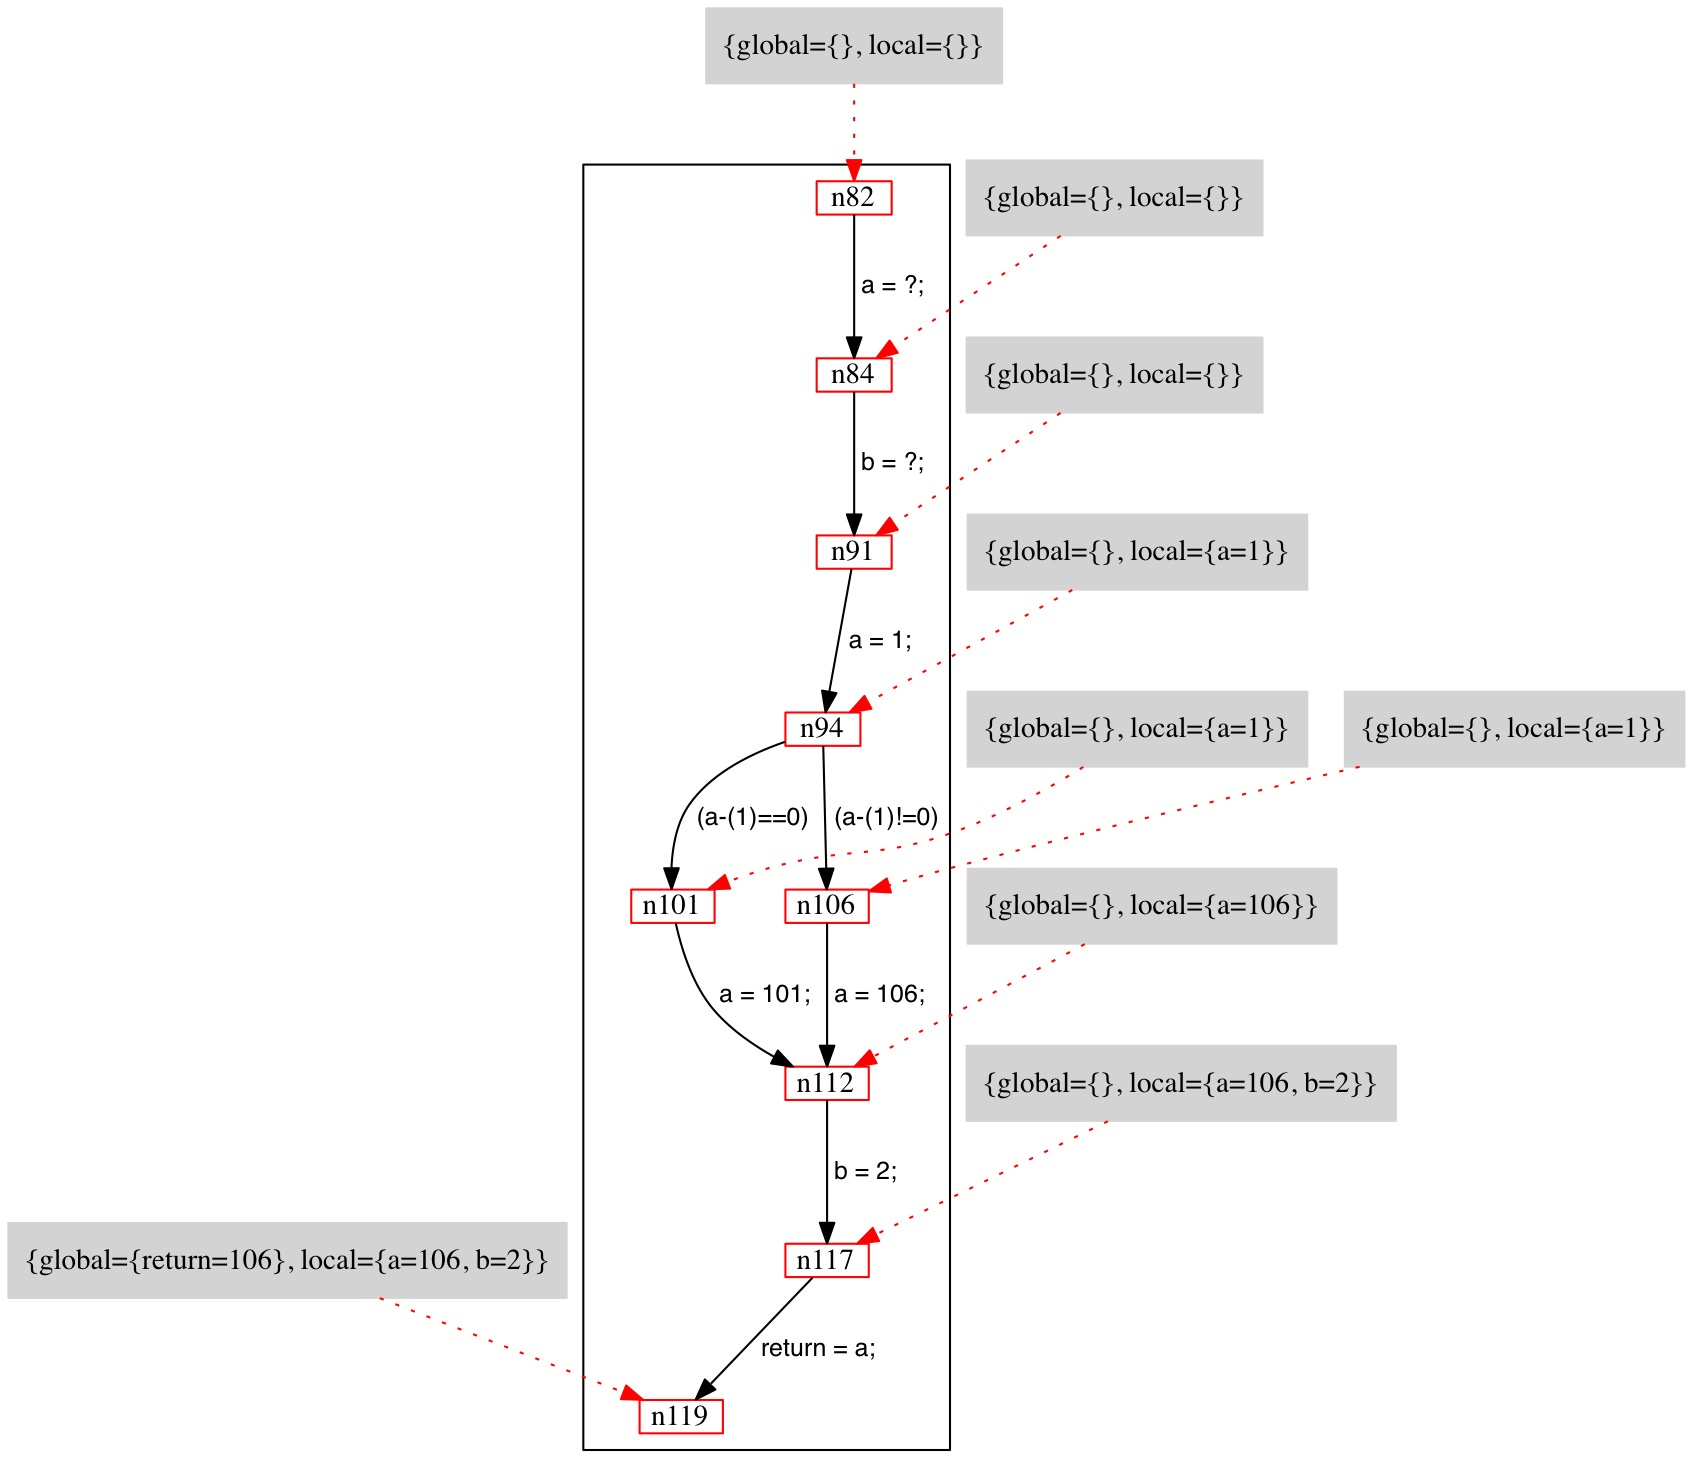 {global={}, local={}}
n82
{global={}, local={}}
a = ?;
n84
{global={}, local={}}
b = ?;
n91
{global={}, local={a=1}}
a = 1;
n94
{global={}, local={a=1}}
{global={}, local={a=1}}
(a-(1)==0)
(a-(1)!=0)
n101
n106
{global={}, local={a=106}}
a = 101;
a = 106;
n112
{global={}, local={a=106, b=2}}
b = 2;
n117
{global={return=106}, local={a=106, b=2}}
return = a;
n119